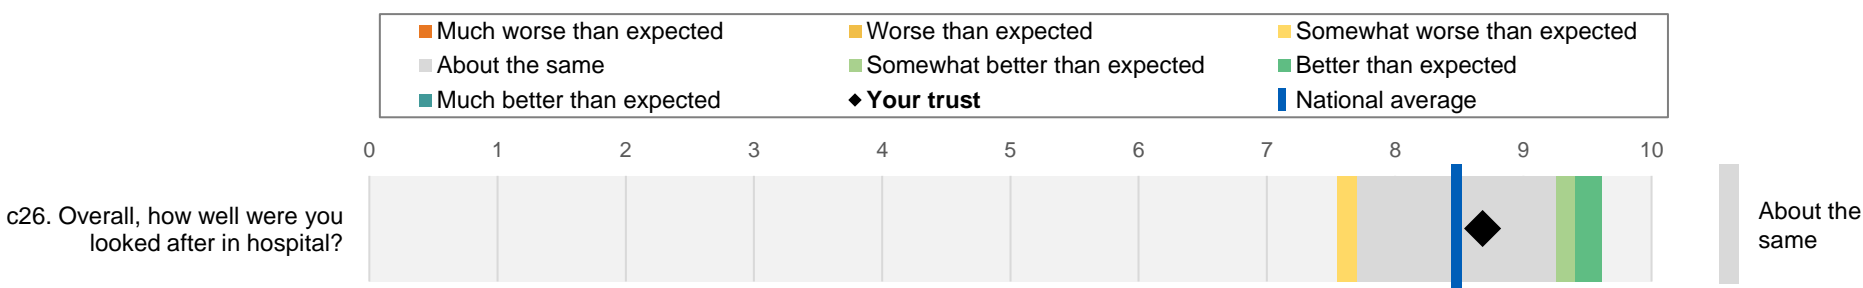 Much worse than expected
Worse than expected
Somewhat worse than expected
About the same
Somewhat better than expected
Better than expected
Much better than expected
Your trust
National average
0 1 2 3 4 5 6 7 8 9 10
c26. Overall, how well were you
looked after in hospital?
About the
same